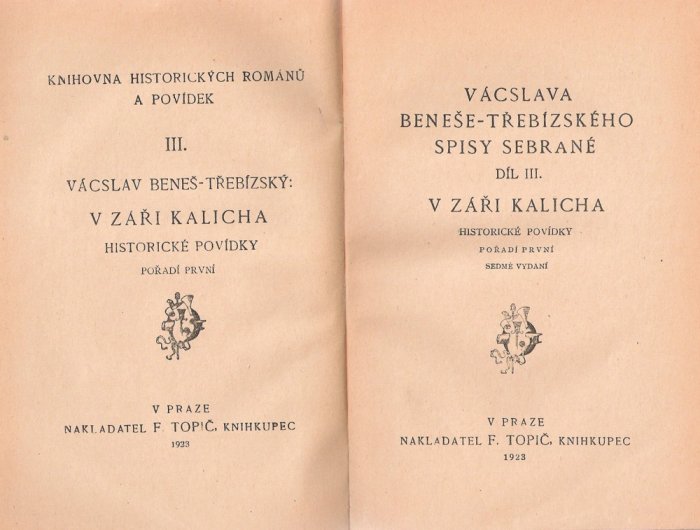 KNIHOVNA HISTORICKÝCH ROMÁNŮ
A POVÍDEK
III.
VÁCSLAV BENEŠ-TŘEBÍZSKÝ:
V ZÁŘI KALICHA
HISTORICKÉ POVÍDKY
POŘADÍ PRVNÍ
V PRAZE
NAKLADATEL F. TOPIČ, KNIHKUPEC
1923
VÁCSLAVA
BENEŠE-TŘEBÍZSKÉHO
SPISY SEBRANÉ
DÍL III.
V ZÁŘI KALICHA
HISTORICKÉ POVÍDKY
POŘADÍ PRVNÍ
SEDMÉ VYDÁNÍ
V PRAZE
NAKLADATEL F. TOPIČ, KNIHKUPEC
1923